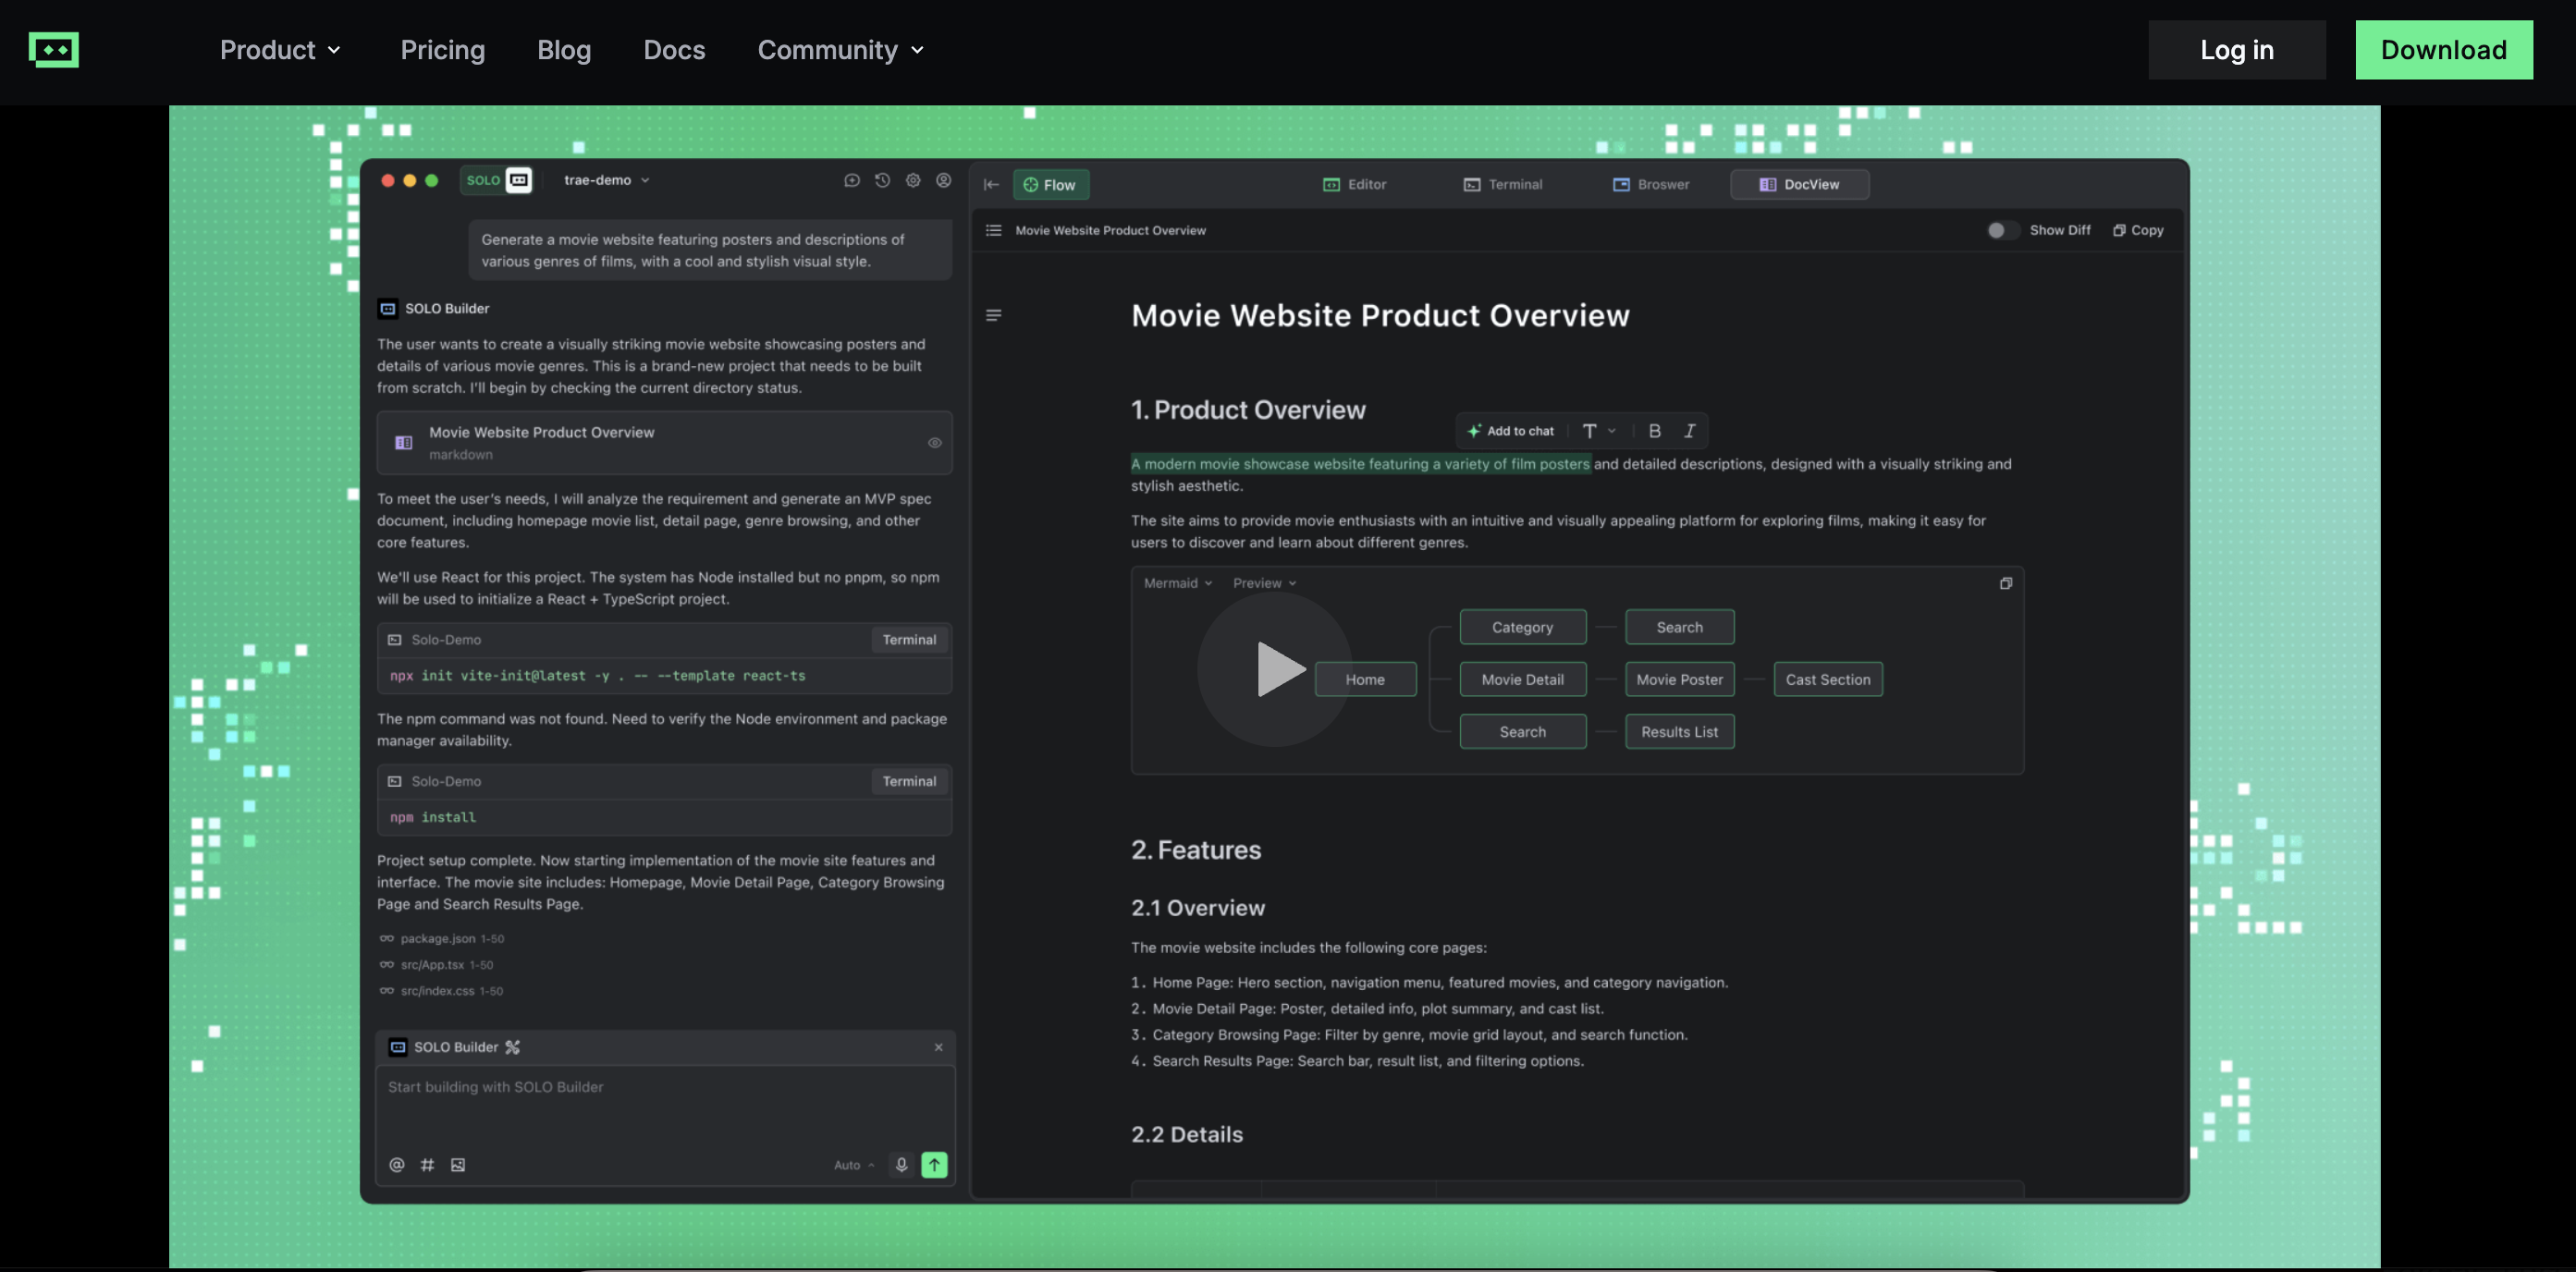 Product
Pricing
Blog
Docs
Community
Log in
Download
SOLO
trae-demo
Generate a movie website featuring posters and descriptions of
various genres of films, with a cool and stylish visual style.
SOLO Builder
The user wants to create a visually striking movie website showcasing posters and
details of various movie genres. This is a brand-new project that needs to be built
from scratch. I'll begin by checking the current directory status.
Movie Website Product Overview
markdown
To meet the user's needs, I will analyze the requirement and generate an MVP spec
document, including homepage movie list, detail page, genre browsing, and other
core features.
We'll use React for this project. The system has Node installed but no pnpm, so npm
will be used to initialize a React + TypeScript project.
Solo-Demo
Terminal
npx init vite-init@latest -y . -- --template react-ts
The npm command was not found. Need to verify the Node environment and package
manager availability.
Solo-Demo
Terminal
npm install
Project setup complete. Now starting implementation of the movie site features and
interface. The movie site includes: Homepage, Movie Detail Page, Category Browsing
Page and Search Results Page.
package.json 1-50
src/App.tsx 1-50
src/index.css 1-50
SOLO Builder
Start building with SOLO Builder
Auto
Flow
Editor
Terminal
Broswer
DocView
Movie Website Product Overview
Show Diff
Copy
Movie Website Product Overview
1. Product Overview
Add to chat
T
B
I
A modern movie showcase website featuring a variety of film posters and detailed descriptions, designed with a visually striking and
stylish aesthetic.
The site aims to provide movie enthusiasts with an intuitive and visually appealing platform for exploring films, making it easy for
users to discover and learn about different genres.
Mermaid
Preview
Category
Search
Home
Movie Detail
Movie Poster
Cast Section
Search
Results List
2. Features
2.1 Overview
The movie website includes the following core pages:
1. Home Page: Hero section, navigation menu, featured movies, and category navigation.
2. Movie Detail Page: Poster, detailed info, plot summary, and cast list.
3. Category Browsing Page: Filter by genre, movie grid layout, and search function.
4. Search Results Page: Search bar, result list, and filtering options.
2.2 Details